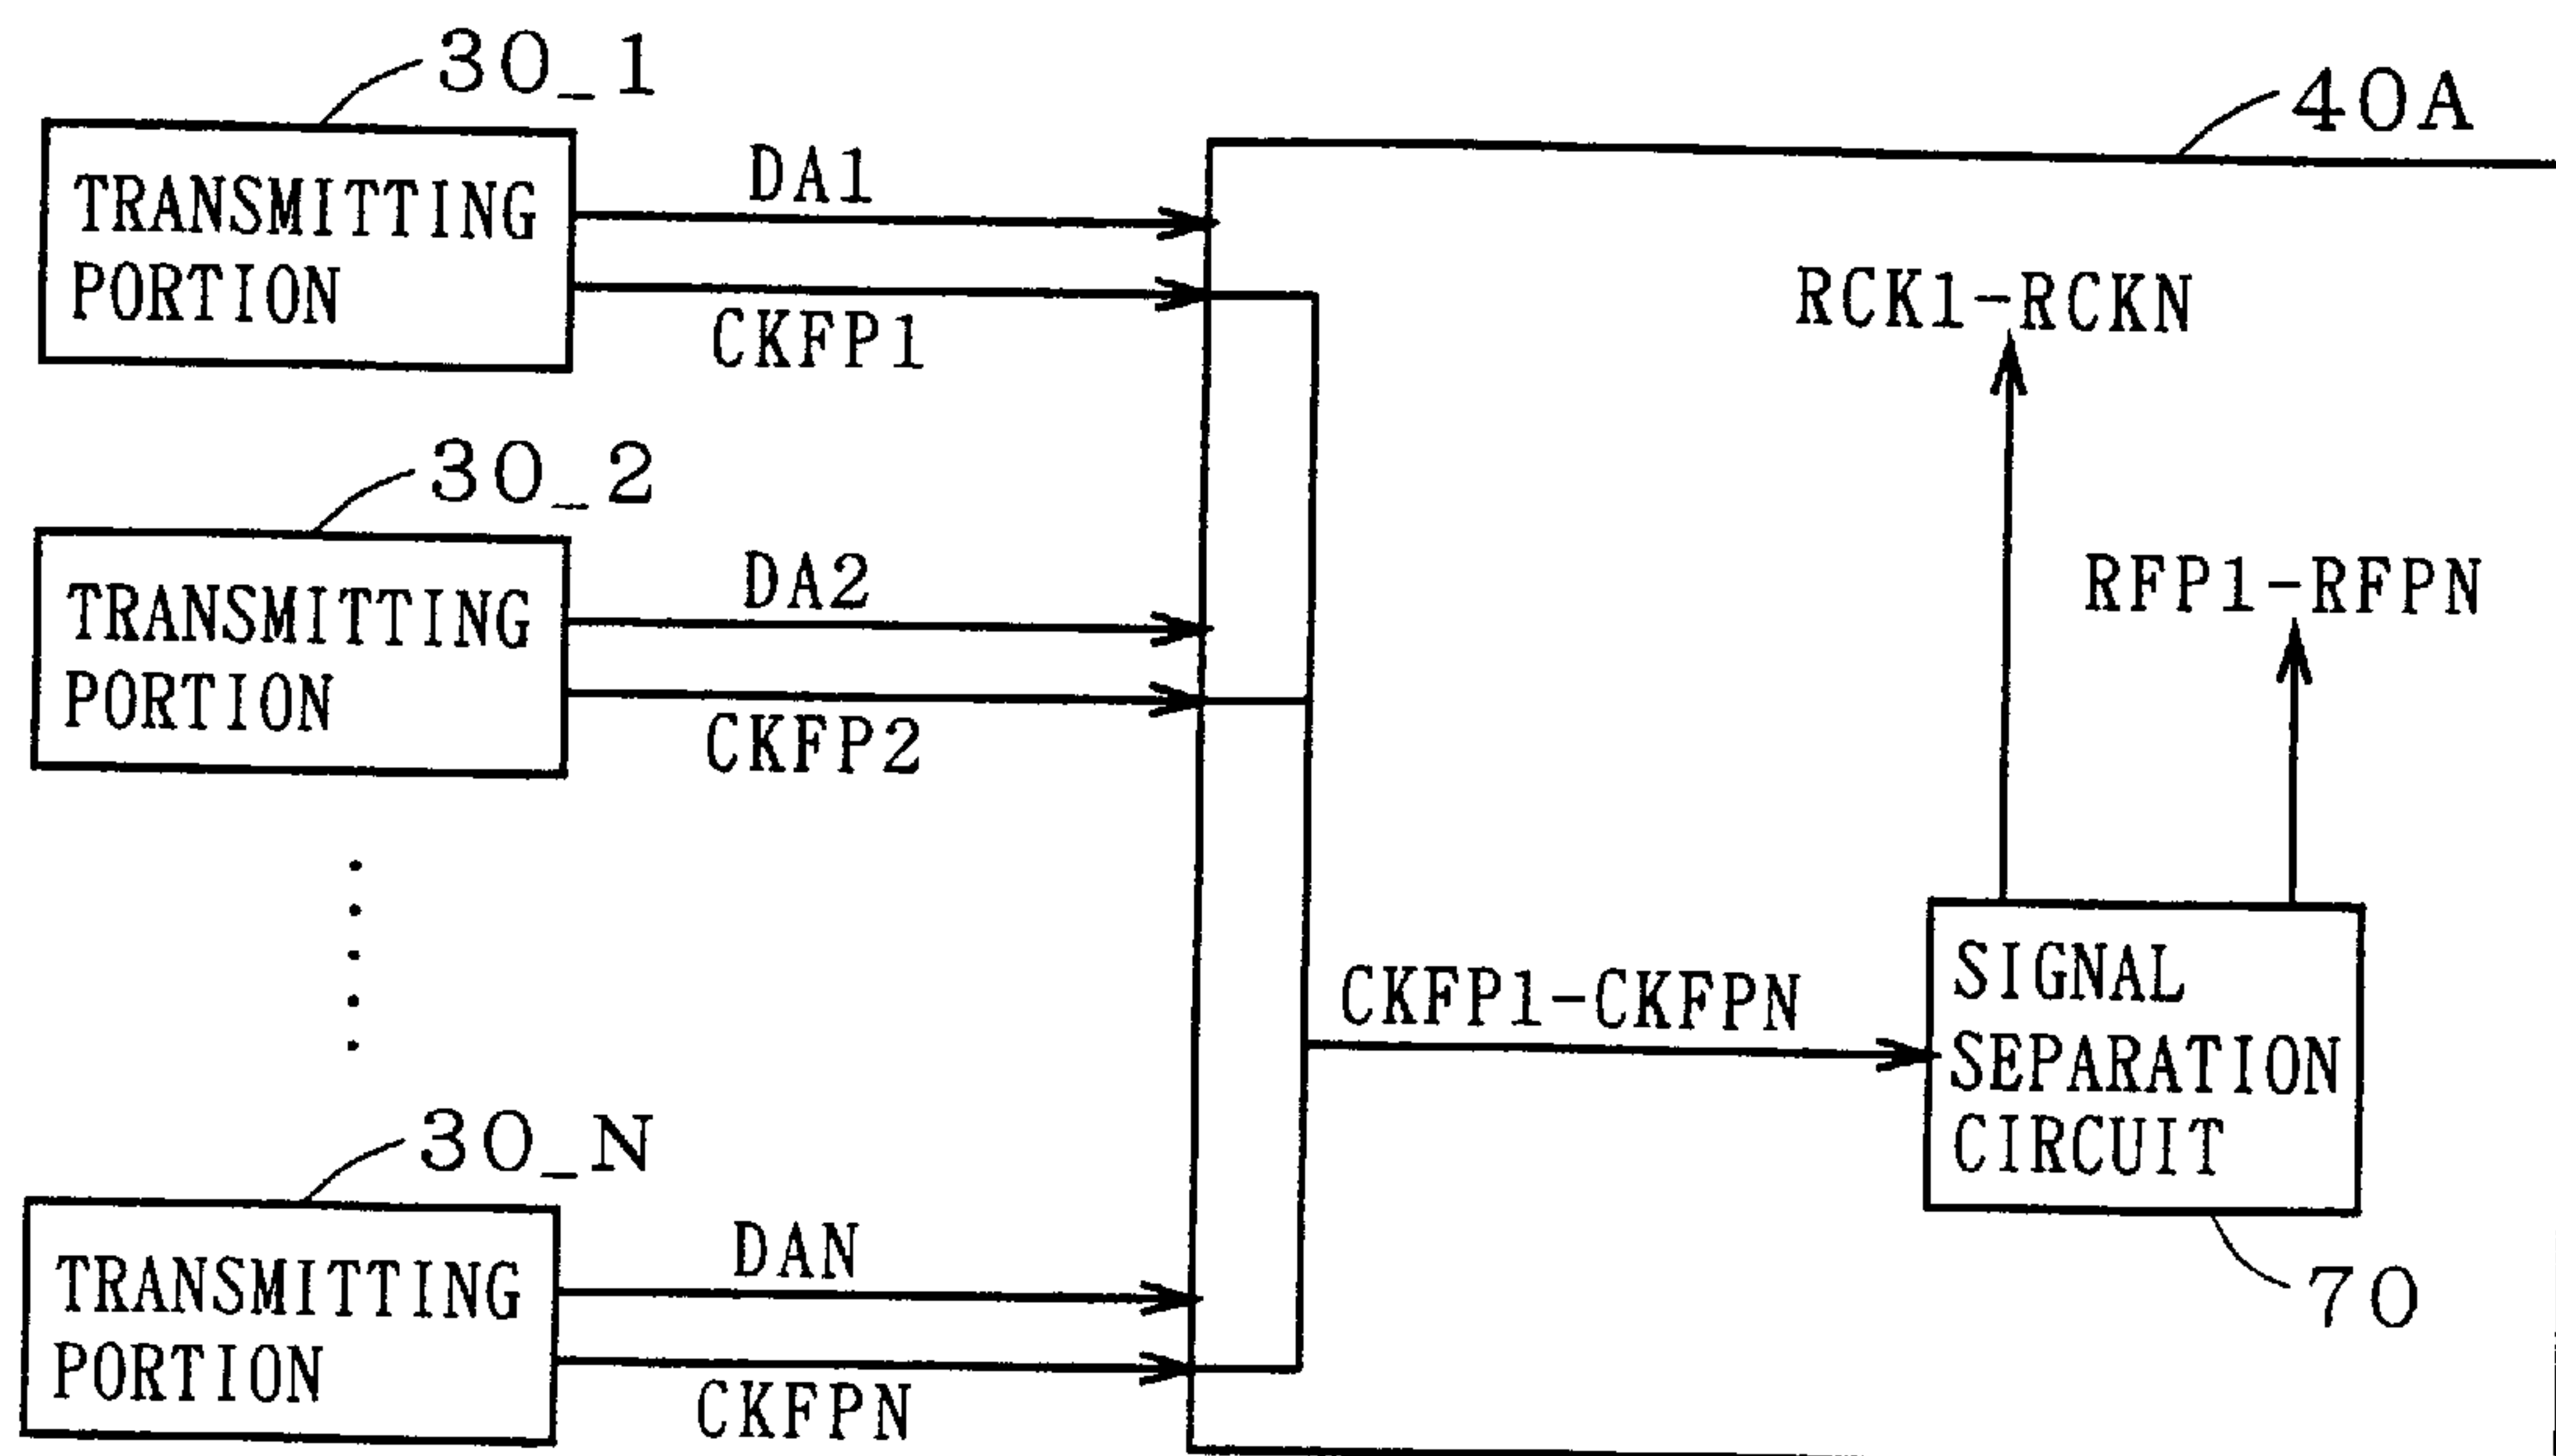 30_1
40A
TRANSMITTING
PORTION
DA1
CKFP1
RCK1-RCKN
30_2
TRANSMITTING
PORTION
DA2
CKFP2
RFP1-RFPN
CKFP1-CKFPN
SIGNAL
SEPARATION
CIRCUIT
30_N
TRANSMITTING
PORTION
DAN
CKFPN
70